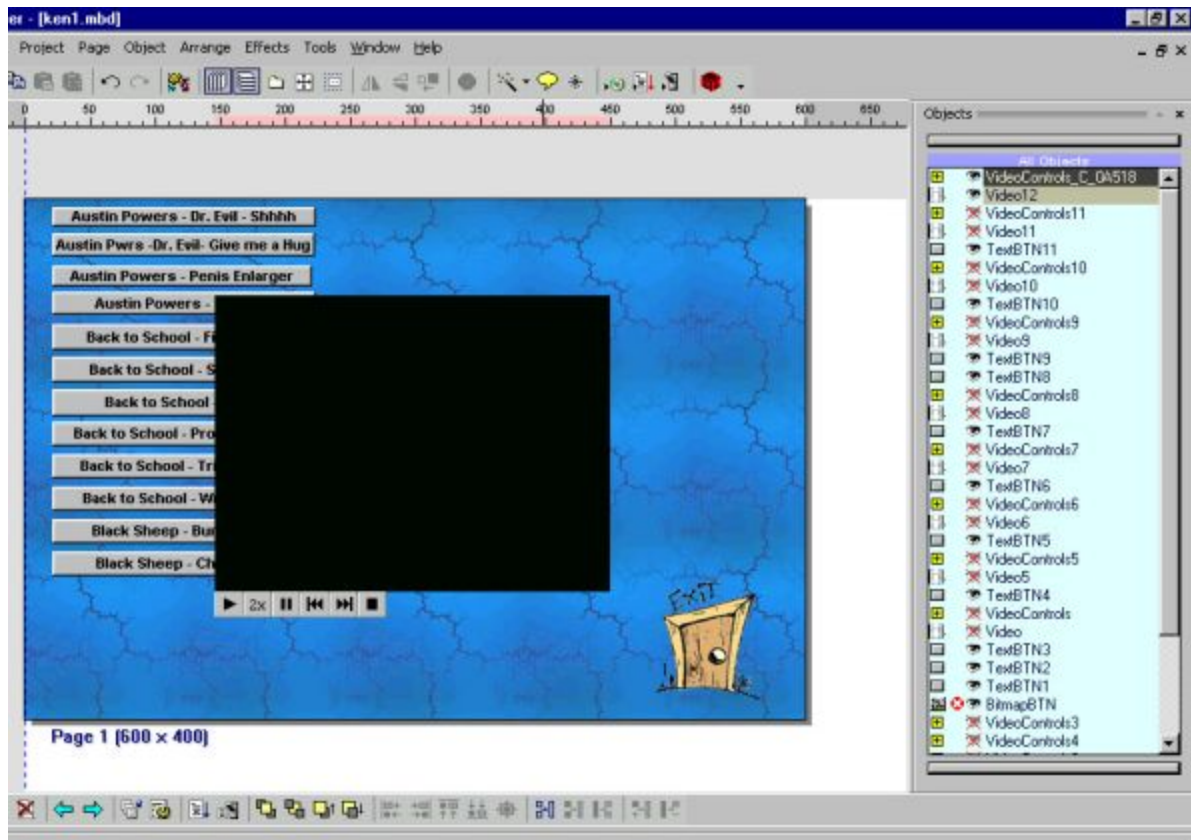 er - [ken1.mbd]
Project Page Object Arrange Effects Tools Window Help
0 50 100 150 200 250 300 350 400 450 500 550 600 650
Objects
All Objects
VideoControls_C_0A518
Video12
VideoControls11
Video11
TextBTN11
VideoControls10
Video10
TextBTN10
VideoControls9
Video9
TextBTN9
TextBTN8
VideoControls8
Video8
TextBTN7
VideoControls7
Video7
TextBTN6
VideoControls6
Video6
TextBTN5
VideoControls5
Video5
TextBTN4
VideoControls
Video
TextBTN3
TextBTN2
TextBTN1
BitmapBTN
VideoControls3
VideoControls4
Austin Powers - Dr. Evil - Shhhh
Austin Pwrs -Dr. Evil- Give me a Hug
Austin Powers - Penis Enlarger
Austin Powers -
Back to School - Fi
Back to School - S
Back to School -
Back to School - Pro
Back to School - Tri
Back to School - W
Black Sheep - Bu
Black Sheep - Ch
2x
EXIT
Page 1 (600 x 400)